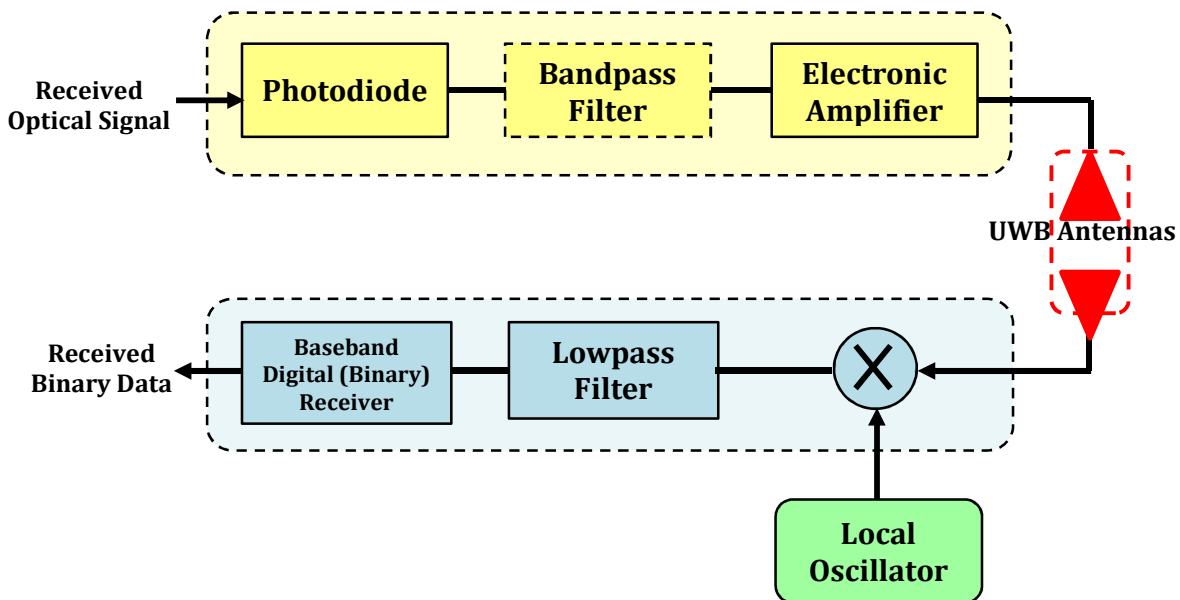 Received
Optical Signal
Photodiode
Bandpass
Filter
Electronic
Amplifier
UWB Antennas
Received
Binary Data
Baseband
Digital (Binary)
Receiver
Lowpass
Filter
Local
Oscillator